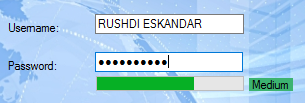 Username: RUSHDI ESKANDAR
Password: ●●●●●●●●●●
Medium